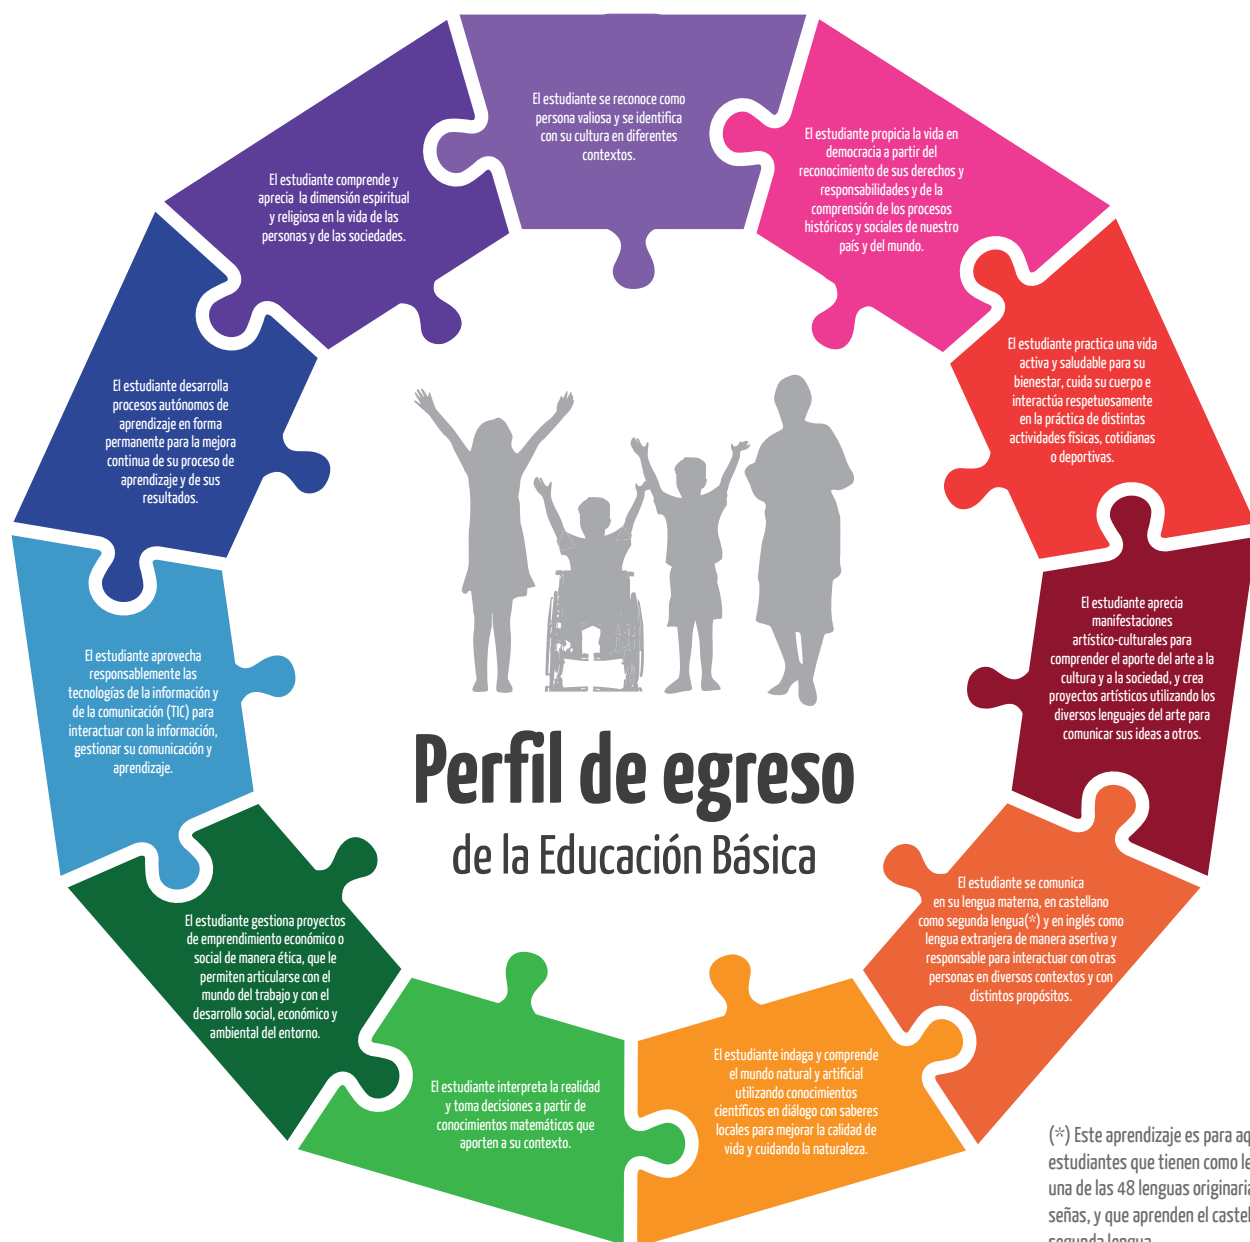 El estudiante se reconoce como
persona valiosa y se identifica
con su cultura en diferentes
contextos.
El estudiante propicia la vida en
democracia a partir del
reconocimiento de sus derechos y
responsabilidades y de la
comprensión de los procesos
históricos y sociales de nuestro
país y del mundo.
El estudiante practica una vida
activa y saludable para su
bienestar, cuida su cuerpo e
interactúa respetuosamente
en la práctica de distintas
actividades físicas, cotidianas
o deportivas.
El estudiante aprecia
manifestaciones
artístico-culturales para
comprender el aporte del arte a la
cultura y a la sociedad, y crea
proyectos artísticos utilizando los
diversos lenguajes del arte para
comunicar sus ideas a otros.
El estudiante se comunica
en su lengua materna, en castellano
como segunda lengua(*) y en inglés como
lengua extranjera de manera asertiva y
responsable para interactuar con otras
personas en diversos contextos y con
distintos propósitos.
El estudiante indaga y comprende
el mundo natural y artificial
utilizando conocimientos
científicos en diálogo con saberes
locales para mejorar la calidad de
vida y cuidando la naturaleza.
El estudiante interpreta la realidad
y toma decisiones a partir de
conocimientos matemáticos que
aporten a su contexto.
El estudiante gestiona proyectos
de emprendimiento económico o
social de manera ética, que le
permiten articularse con el
mundo del trabajo y con el
desarrollo social, económico y
ambiental del entorno.
El estudiante aprovecha
responsablemente las
tecnologías de la información y
de la comunicación (TIC) para
interactuar con la información,
gestionar su comunicación y
aprendizaje.
El estudiante desarrolla
procesos autónomos de
aprendizaje en forma
permanente para la mejora
continua de su proceso de
aprendizaje y de sus
resultados.
El estudiante comprende y
aprecia la dimensión espiritual
y religiosa en la vida de las
personas y de las sociedades.
Perfil de egreso
de la Educación Básica
(*) Este aprendizaje es para
estudiantes que tienen como
una de las 48 lenguas
señas, y que aprenden el
segunda lengua